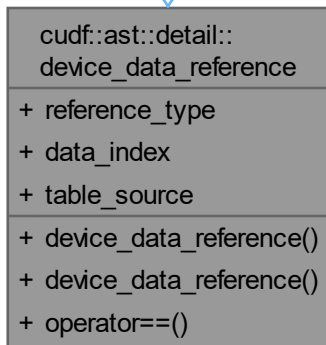 cudf::ast::detail::
device_data_reference
+ reference_type
+ data_index
+ table_source
+ device_data_reference()
+ device_data_reference()
+ operator==()